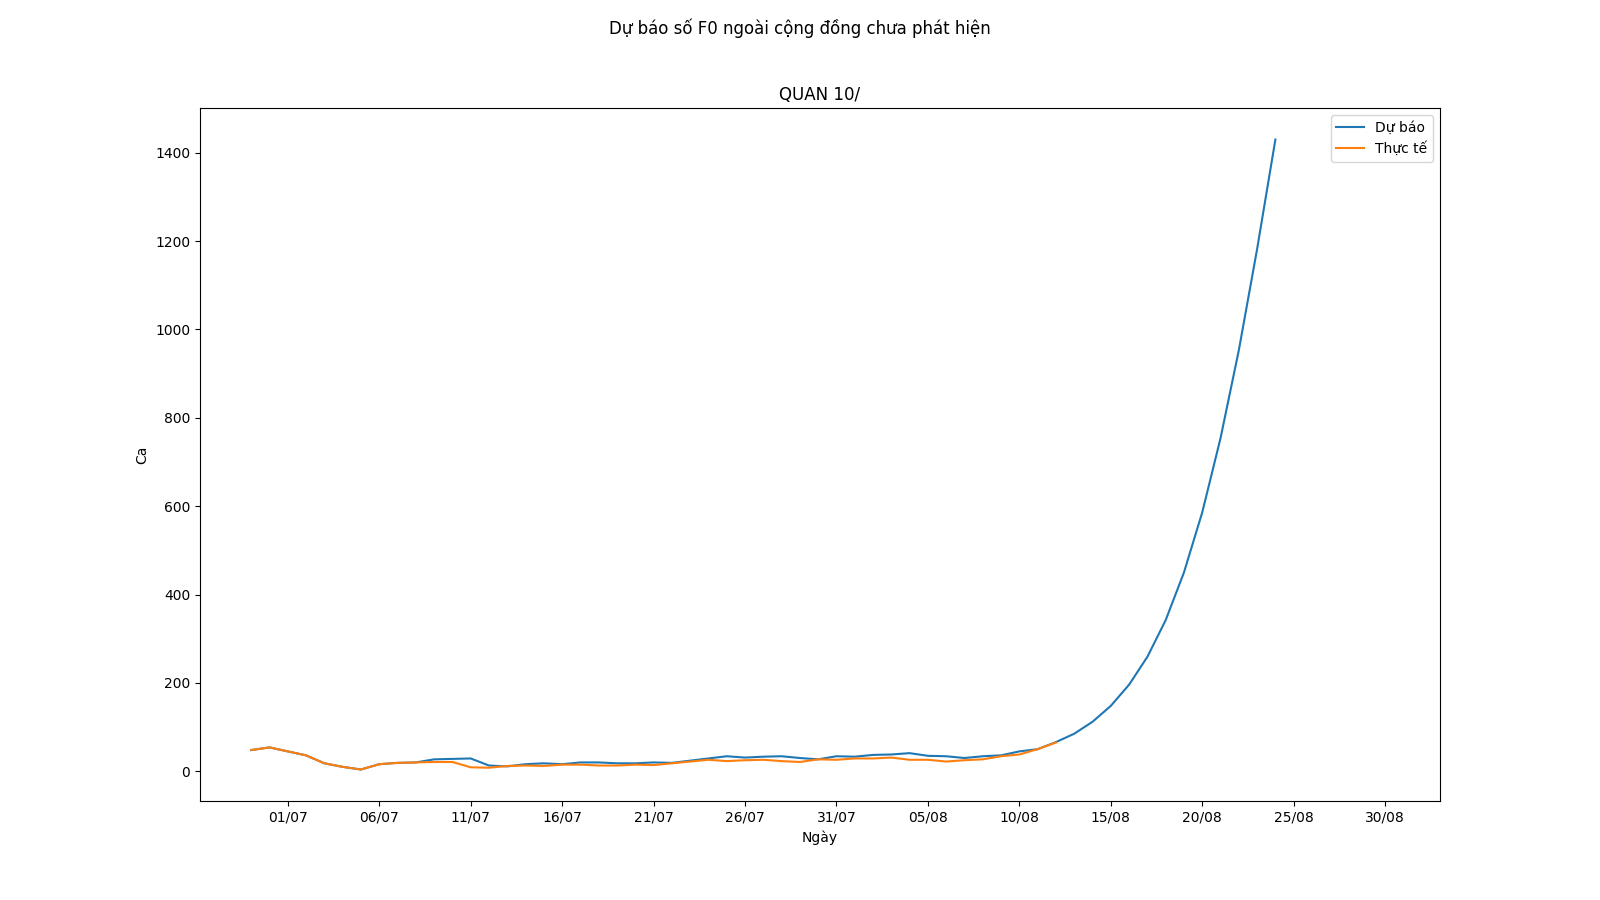 Dự báo số F0 ngoài cộng đồng chưa phát hiện
QUAN 10/
Dự báo
Thực tế
1400
1200
1000
800
600
400
200
0
Ca
01/07 06/07 11/07 16/07 21/07 26/07 31/07 05/08 10/08 15/08 20/08 25/08 30/08
Ngày